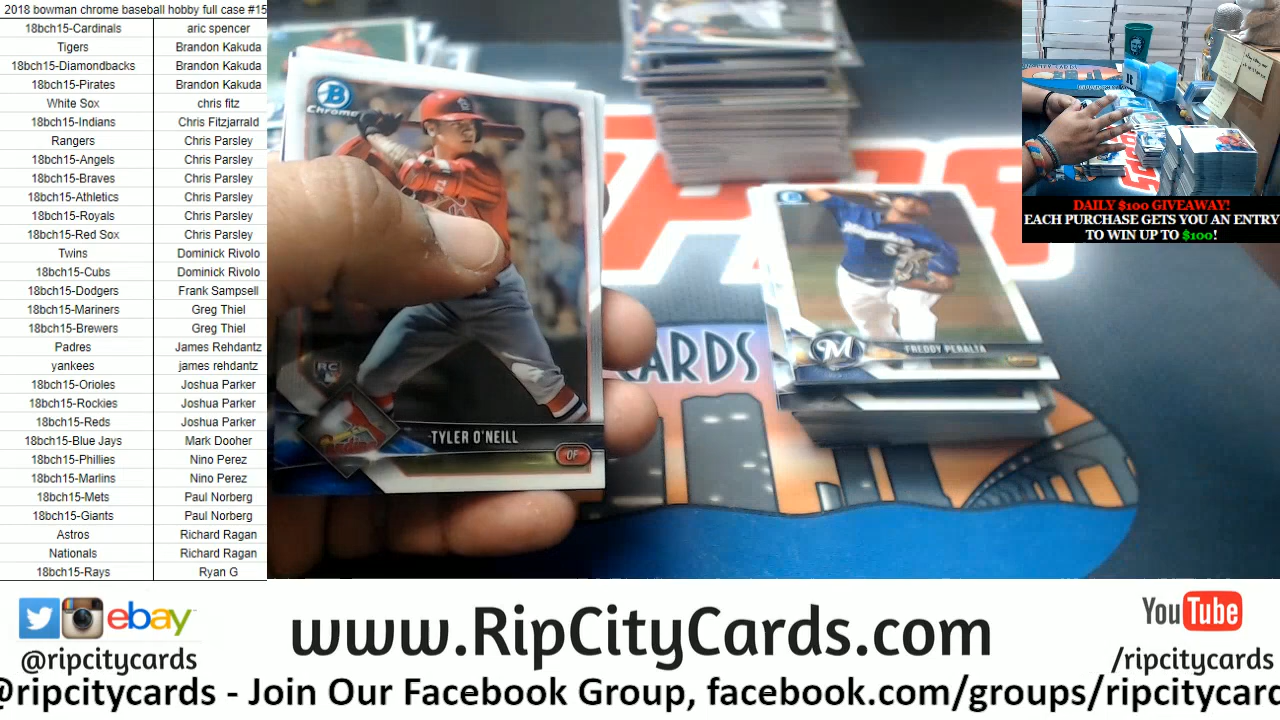 2018 bowman chrome baseball hobby full case #15
18bch15-Cardinals aric spencer
Tigers Brandon Kakuda
18bch15-Diamondbacks Brandon Kakuda
18bch15-Pirates Brandon Kakuda
White Sox chris fitz
18bch15-Indians Chris Fitzjarrald
Rangers Chris Parsley
18bch15-Angels Chris Parsley
18bch15-Braves Chris Parsley
18bch15-Athletics Chris Parsley
18bch15-Royals Chris Parsley
18bch15-Red Sox Chris Parsley
Twins Dominick Rivolo
18bch15-Cubs Dominick Rivolo
18bch15-Dodgers Frank Sampsell
18bch15-Mariners Greg Thiel
18bch15-Brewers Greg Thiel
Padres James Rehdantz
yankees james rehdantz
18bch15-Orioles Joshua Parker
18bch15-Rockies Joshua Parker
18bch15-Reds Joshua Parker
18bch15-Blue Jays Mark Dooher
18bch15-Phillies Nino Perez
18bch15-Marlins Nino Perez
18bch15-Mets Paul Norberg
18bch15-Giants Paul Norberg
Astros Richard Ragan
Nationals Richard Ragan
18bch15-Rays Ryan G
B
Chrome
RC
TYLER O'NEILL
OF
CARDS
M
FREDDY PERALTA
DAILY $100 GIVEAWAY!
EACH PURCHASE GETS YOU AN ENTRY
TO WIN UP TO $100!
ebay
@ripcitycards
www.RipCityCards.com
YouTube
/ripcitycards
@ripcitycards - Join Our Facebook Group, facebook.com/groups/ripcitycard